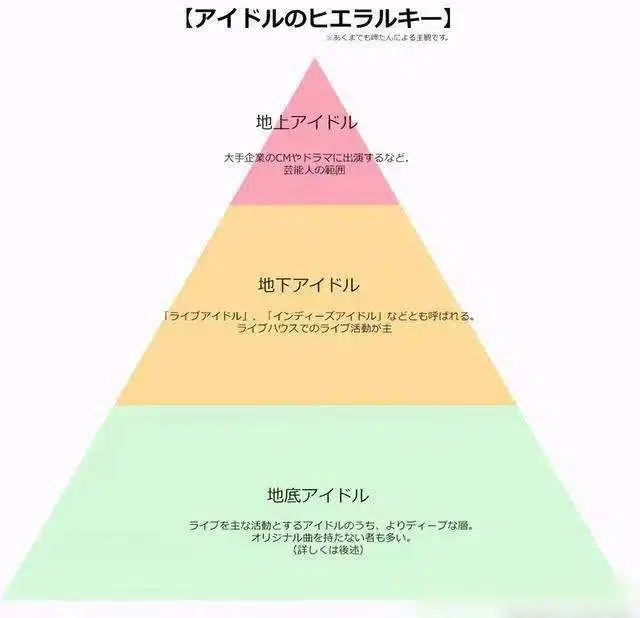 【アイドルのヒエラルキー】
※あくまでも岬たんによる主観です。
地上アイドル
大手企業のCMやドラマに出演するなど、
芸能人の範囲
地下アイドル
「ライブアイドル」、「インディーズアイドル」などとも呼ばれる。
ライブハウスでのライブ活動が主
地底アイドル
ライブを主な活動とするアイドルのうち、よりディープな層。
オリジナル曲を持たない者も多い。
（詳しくは後述）